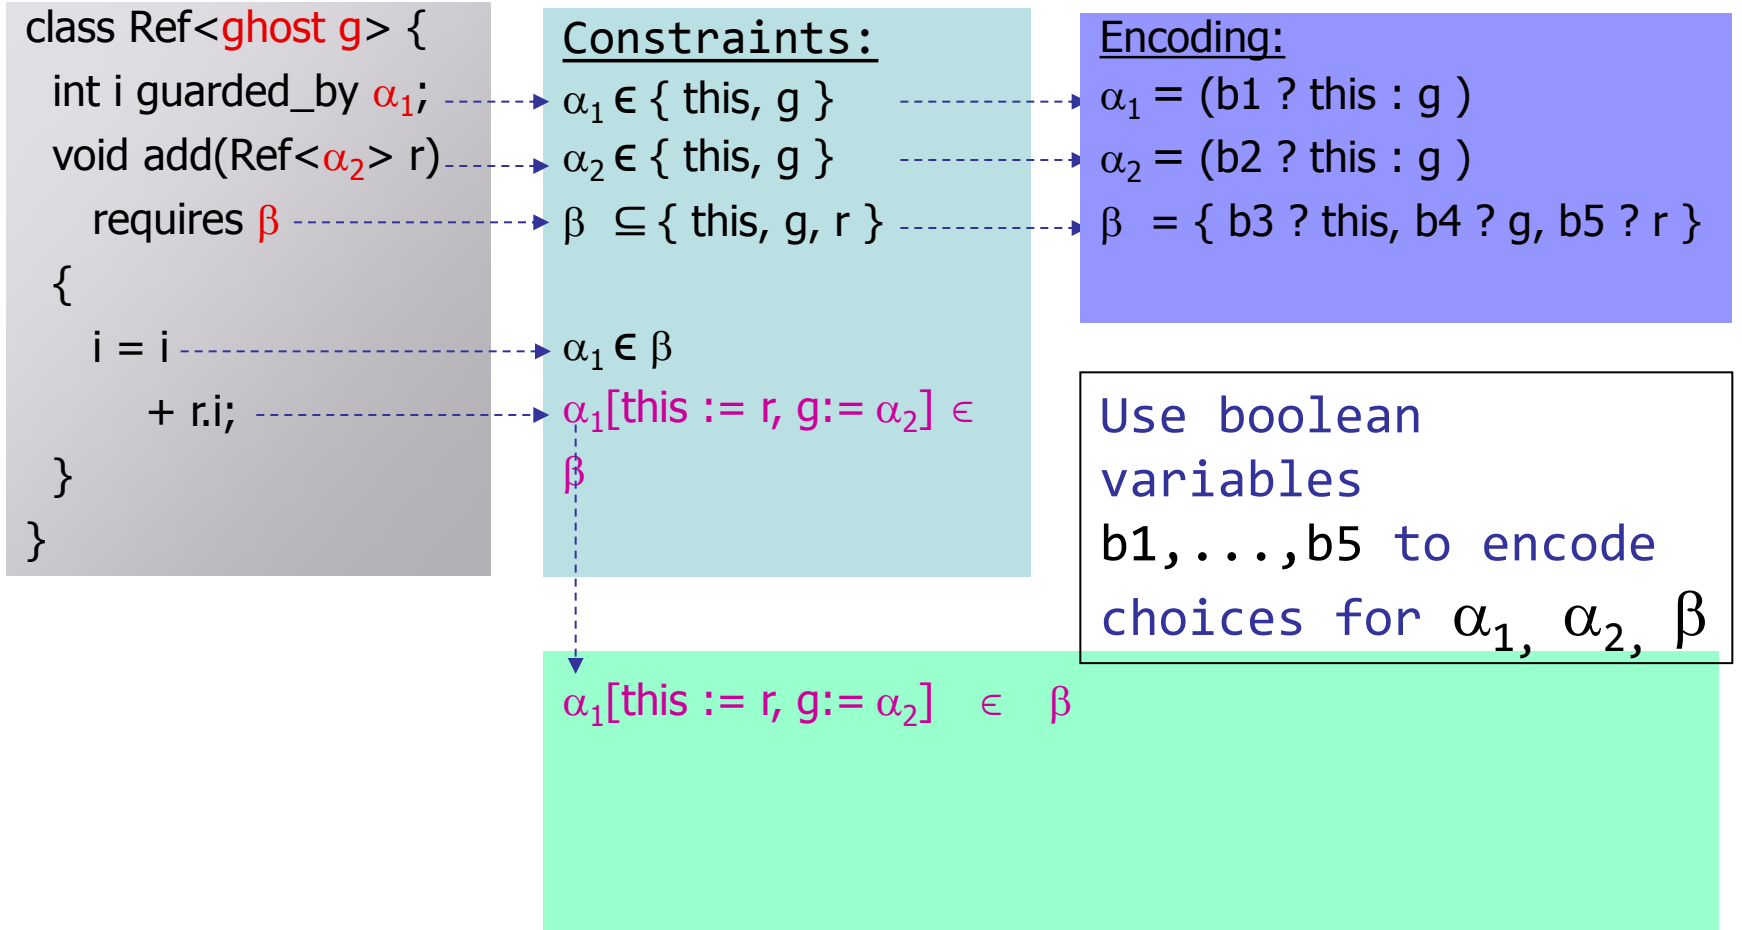 class Ref<ghost g> {
int i guarded_by α₁;
void add(Ref<α₂> r)
requires β
{
i = i
+ r.i;
}
}
Constraints:
α₁ ϵ { this, g }
α₂ ϵ { this, g }
β ⊆ { this, g, r }
α₁ ϵ β
α₁[this := r, g:= α₂] ∈
β
Encoding:
α₁ = (b1 ? this : g )
α₂ = (b2 ? this : g )
β = { b3 ? this, b4 ? g, b5 ? r }
Use boolean
variables
b1,...,b5 to encode
choices for α₁, α₂, β
α₁[this := r, g:= α₂] ∈ β